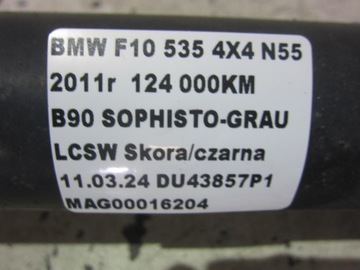 BMW F10 535 4X4 N55
2011r 124 000KM
B90 SOPHISTO-GRAU
LCSW Skora/czarna
11.03.24 DU43857P1
MAG00016204